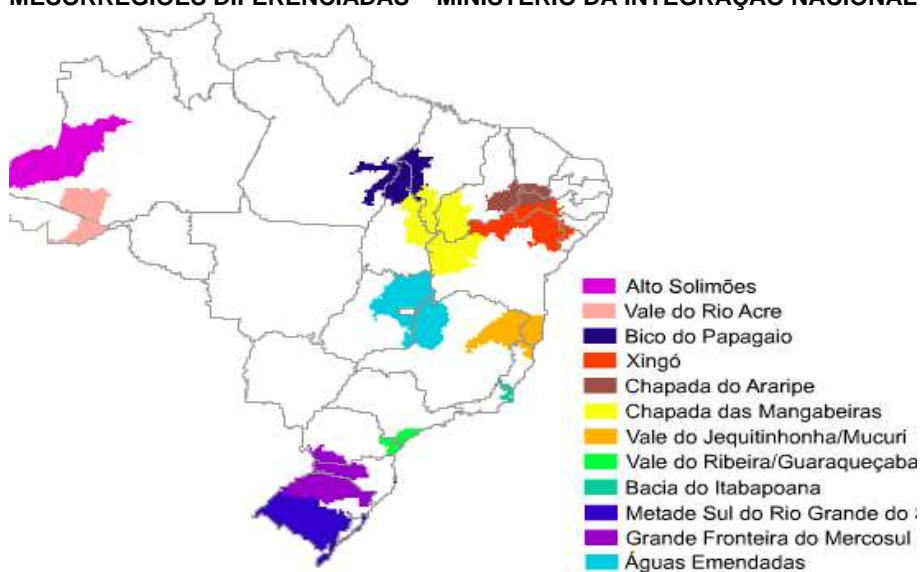 MESORREGIÕES DIFERENCIADAS – MINISTÉRIO DA INTEGRAÇÃO NACIONAL
Alto Solimões
Vale do Rio Acre
Bico do Papagaio
Xingó
Chapada do Araripe
Chapada das Mangabeiras
Vale do Jequitinhonha/Mucuri
Vale do Ribeira/Guaraqueçaba
Bacia do Itabapoana
Metade Sul do Rio Grande do
Grande Fronteira do Mercosul
Águas Emendadas